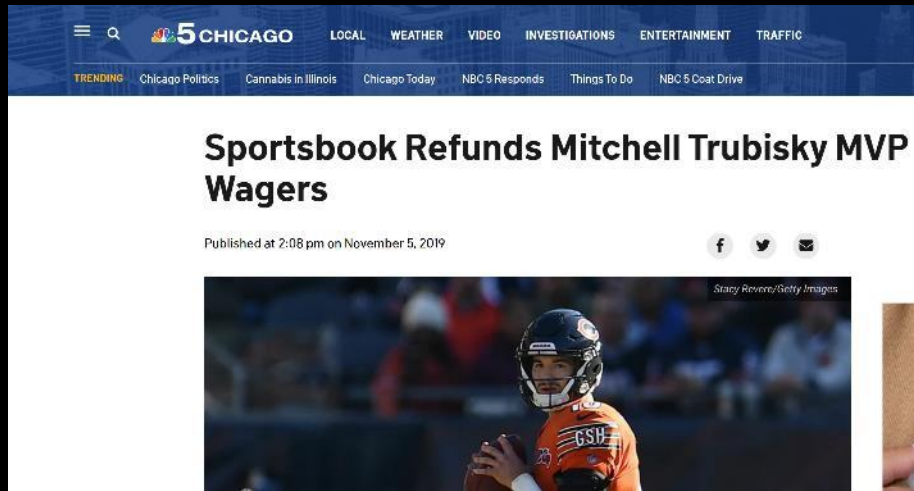 5 CHICAGO LOCAL WEATHER VIDEO INVESTIGATIONS ENTERTAINMENT TRAFFIC
TRENDING Chicago Politics Cannabis in Illinois Chicago Today NBC 5 Responds Things To Do NBC 5 Coat Drive
Sportsbook Refunds Mitchell Trubisky MVP
Wagers
Published at 2:08 pm on November 5, 2019
Stacy Revere/Getty Images
C
GSH